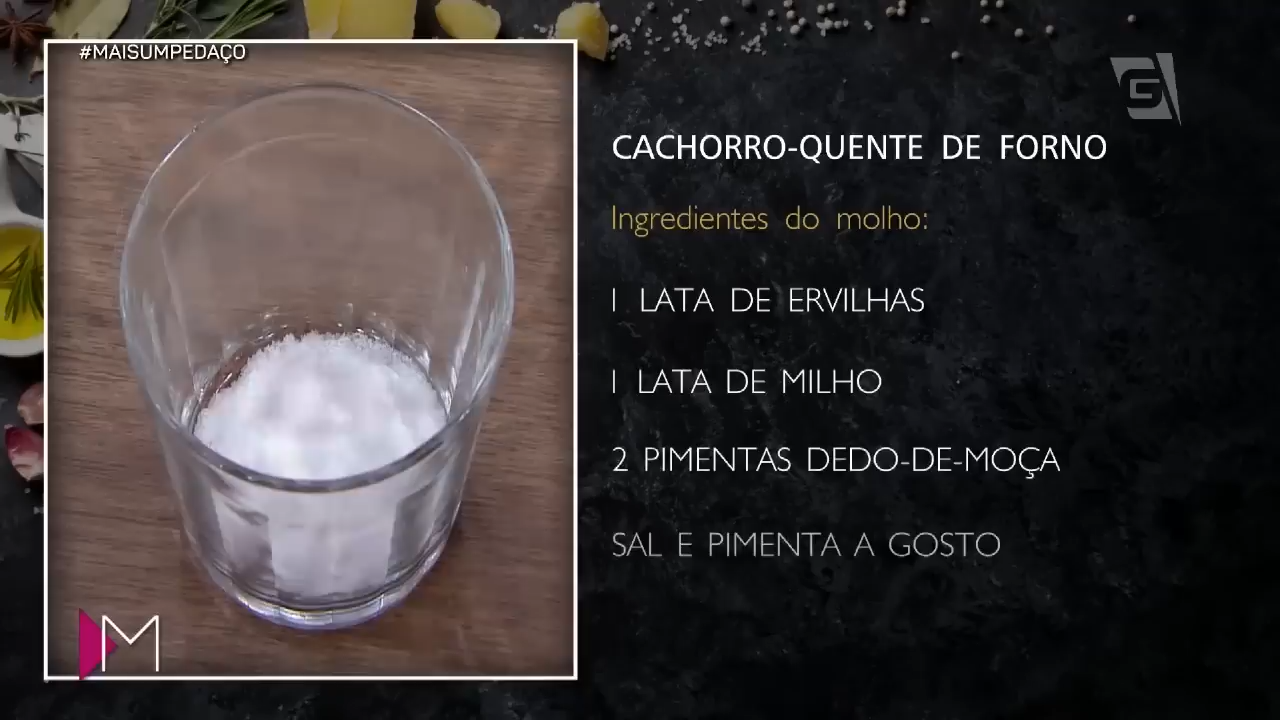 #MAISUMPEDAÇO
CACHORRO-QUENTE DE FORNO
Ingredientes do molho:
1 LATA DE ERVILHAS
1 LATA DE MILHO
2 PIMENTAS DEDO-DE-MOÇA
SAL E PIMENTA A GOSTO
M
G